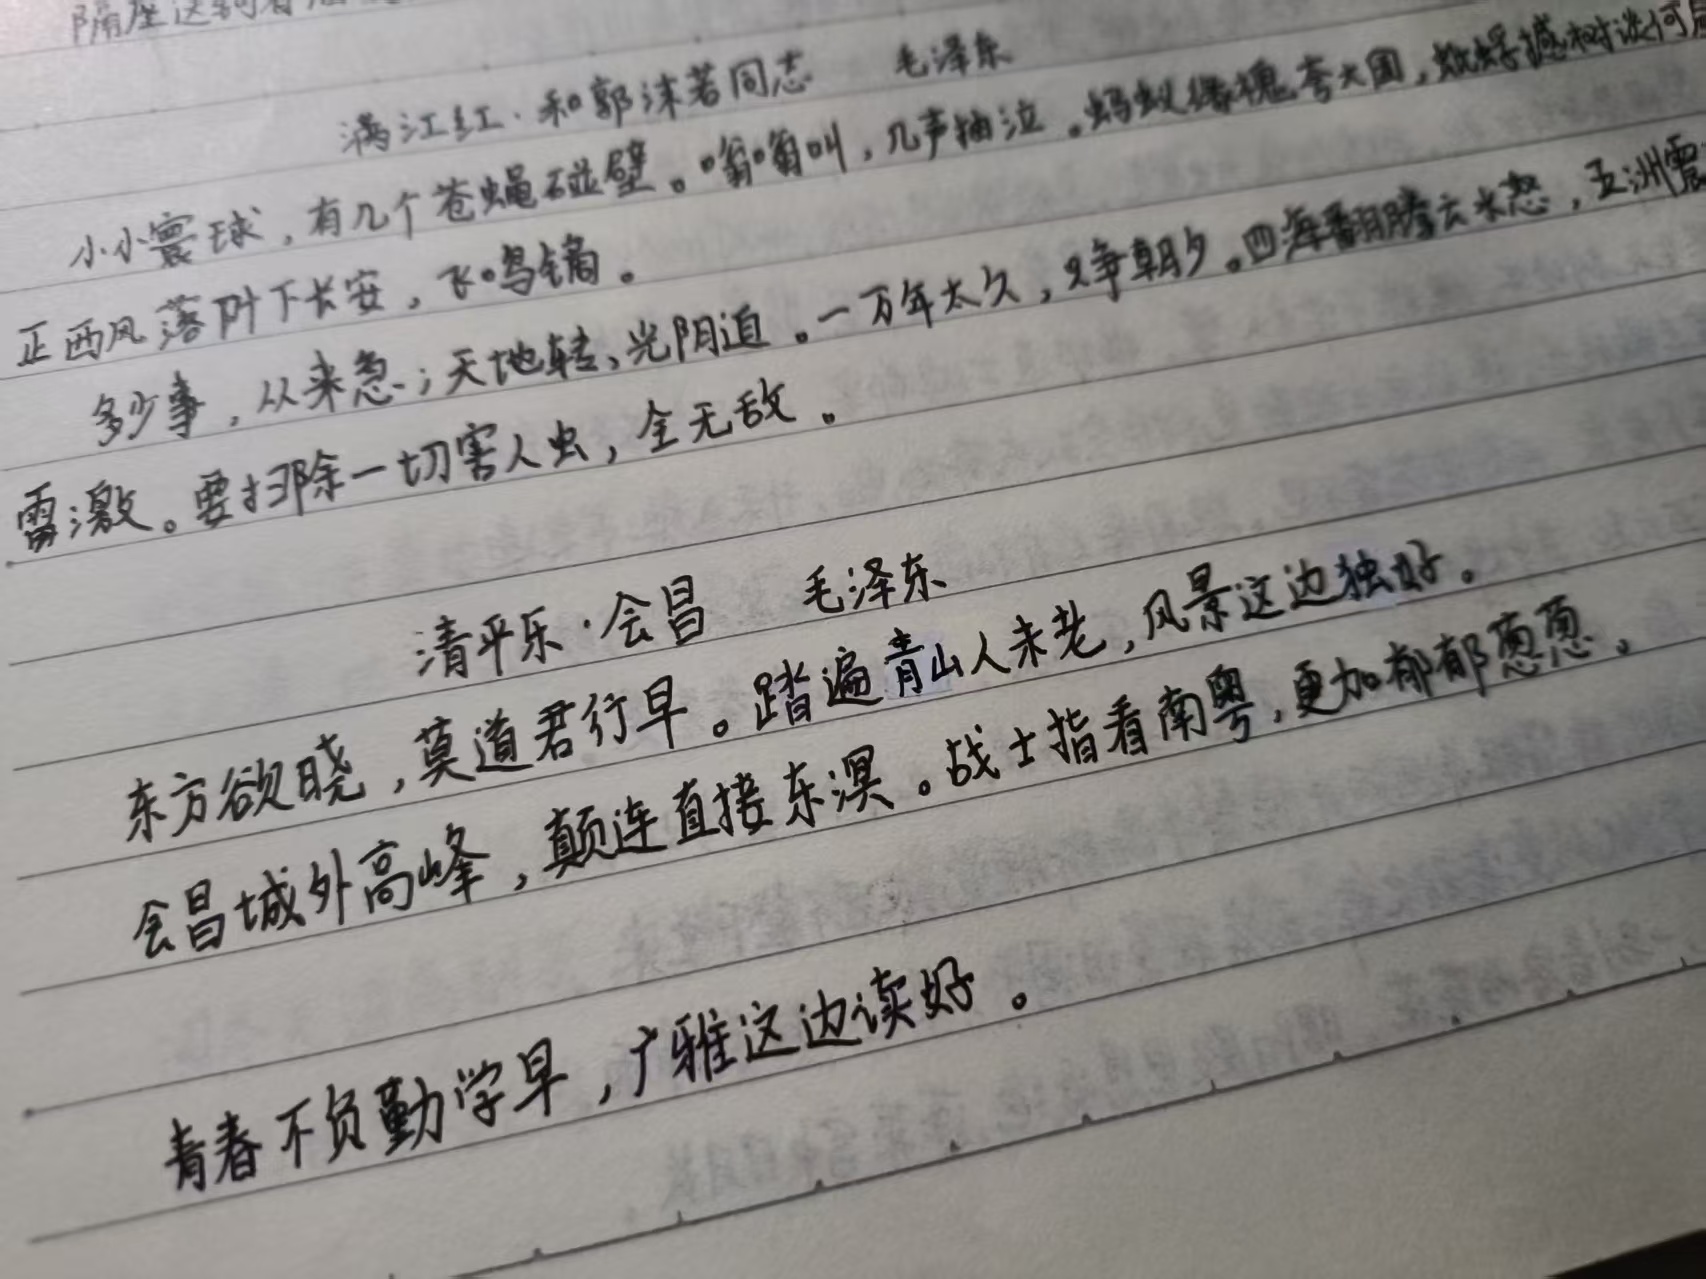 隔座这
满江红·和郭沫若同志 毛泽东
小小寰球，有几个苍蝇碰壁。嗡嗡叫，几声抽泣。蚂蚁缘槐夸大国，蚍蜉撼树谈何
正西风落叶下长安，飞鸣镝。
多少事，从来急；天地转，光阴迫。一万年太久，只争朝夕。四海翻腾云水怒，五洲震
雷激。要扫除一切害人虫，全无敌。
清平乐·会昌 毛泽东
东方欲晓，莫道君行早。踏遍青山人未老，风景这边独好。
会昌城外高峰，颠连直接东溟。战士指看南粤，更加郁郁葱葱。
青春不负勤学早，广雅这边读好。